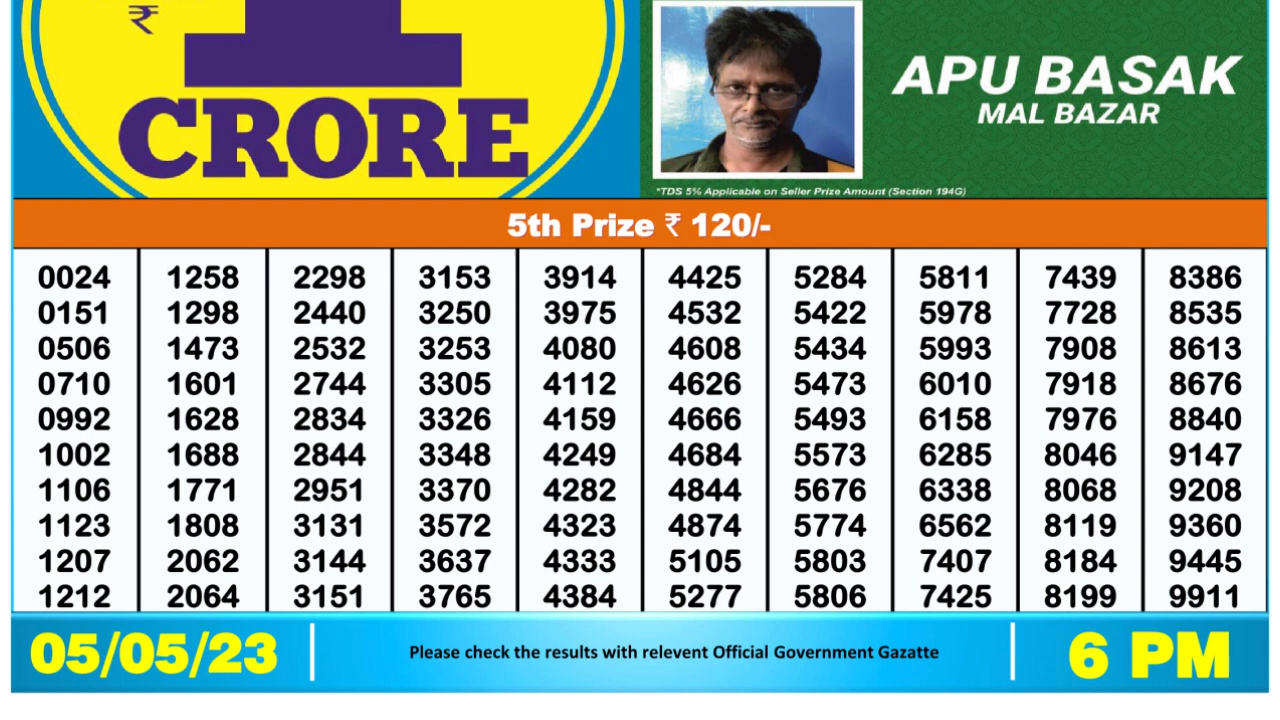 ₹
1
CRORE
APU BASAK
MAL BAZAR
*TDS 5% Applicable on Seller Prize Amount (Section 194G)
5th Prize ₹ 120/-
0024 1258 2298 3153 3914 4425 5284 5811 7439 8386
0151 1298 2440 3250 3975 4532 5422 5978 7728 8535
0506 1473 2532 3253 4080 4608 5434 5993 7908 8613
0710 1601 2744 3305 4112 4626 5473 6010 7918 8676
0992 1628 2834 3326 4159 4666 5493 6158 7976 8840
1002 1688 2844 3348 4249 4684 5573 6285 8046 9147
1106 1771 2951 3370 4282 4844 5676 6338 8068 9208
1123 1808 3131 3572 4323 4874 5774 6562 8119 9360
1207 2062 3144 3637 4333 5105 5803 7407 8184 9445
1212 2064 3151 3765 4384 5277 5806 7425 8199 9911
05/05/23
Please check the results with relevent Official Government Gazatte
6 PM